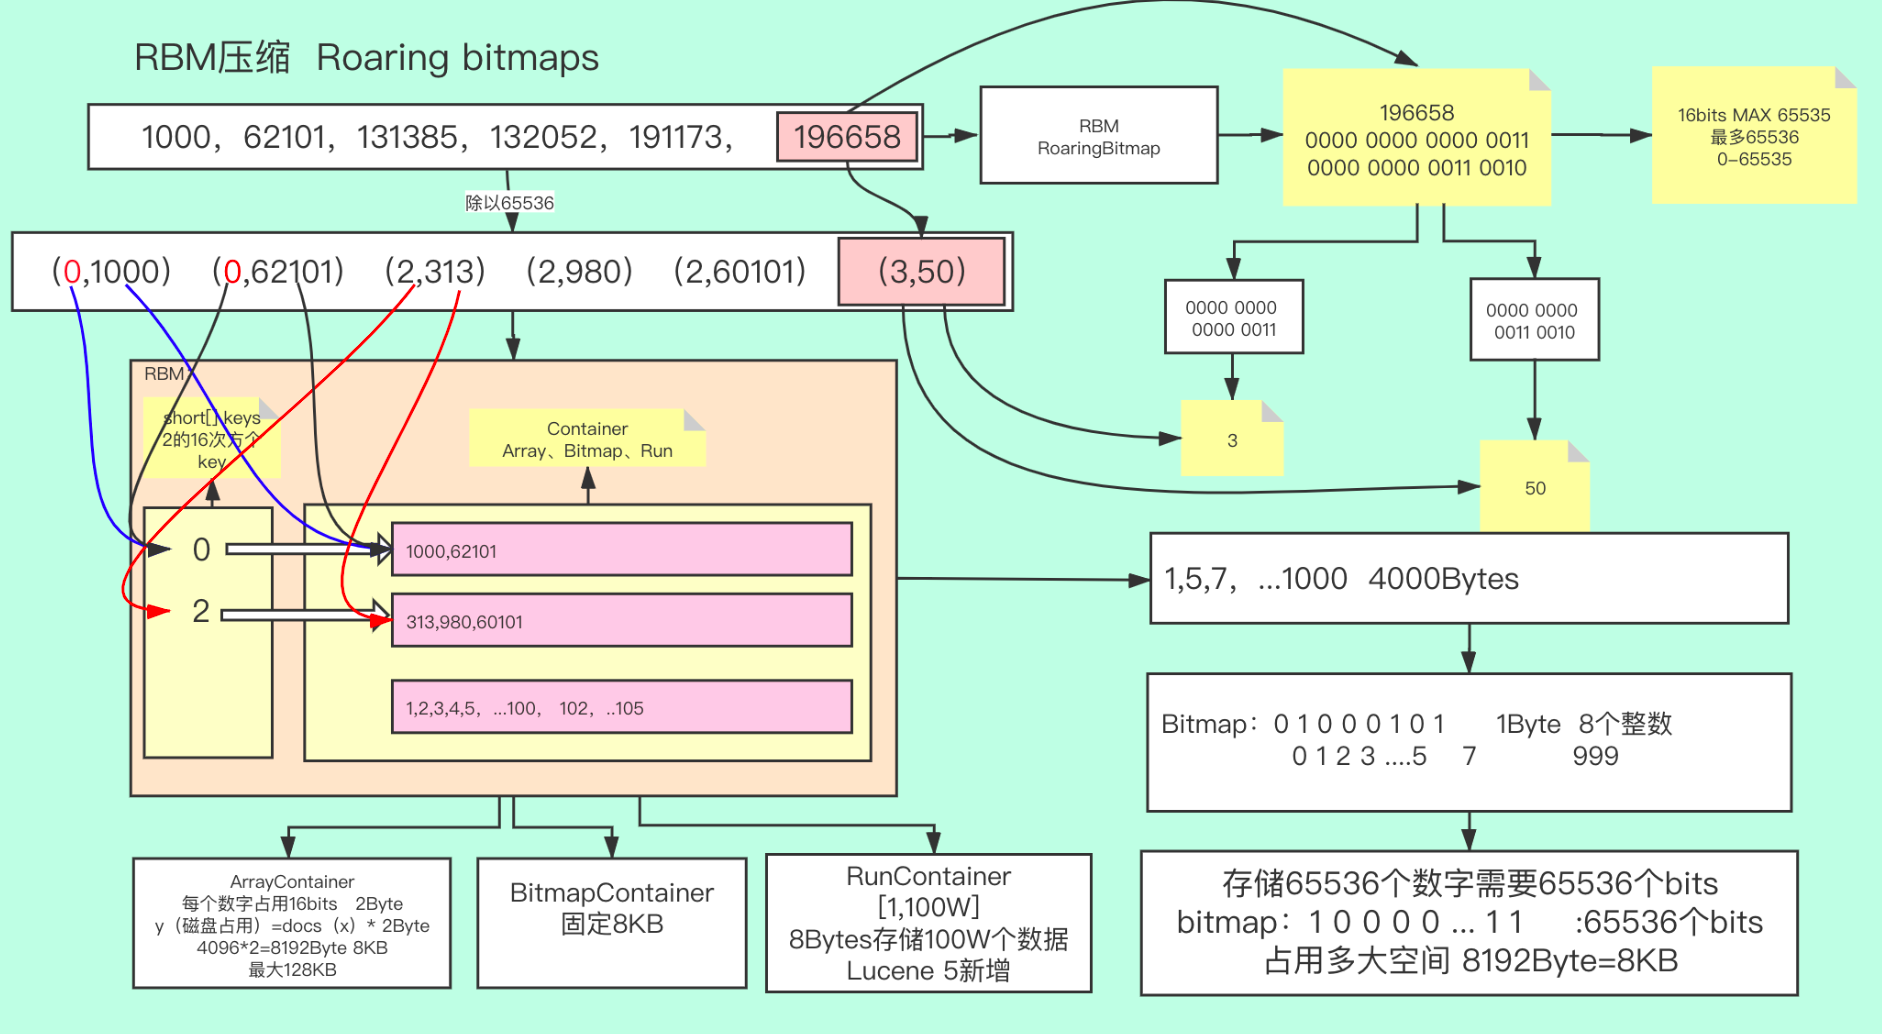 RBM压缩  Roaring bitmaps
1000，62101，131385，132052，191173，196658
除以65536
RBM
RoaringBitmap
196658
0000 0000 0000 0011
0000 0000 0011 0010
16bits MAX 65535
最多65536
0-65535
(0,1000) (0,62101) (2,313) (2,980) (2,60101) (3,50)
0000 0000
0000 0011
0000 0000
0011 0010
3
50
RBM
short[] keys
2的16次方个
key
Container
Array、Bitmap、Run
0
1000,62101
2
313,980,60101
1,2,3,4,5，...100， 102，..105
1,5,7，...1000  4000Bytes
Bitmap：0 1 0 0 0 1 0 1  1Byte  8个整数
0 1 2 3 ....5  7  999
ArrayContainer
每个数字占用16bits  2Byte
y（磁盘占用）=docs（x）* 2Byte
4096*2=8192Byte 8KB
最大128KB
BitmapContainer
固定8KB
RunContainer
[1,100W]
8Bytes存储100W个数据
Lucene 5新增
存储65536个数字需要65536个bits
bitmap：1 0 0 0 0 ... 1 1  :65536个bits
占用多大空间 8192Byte=8KB